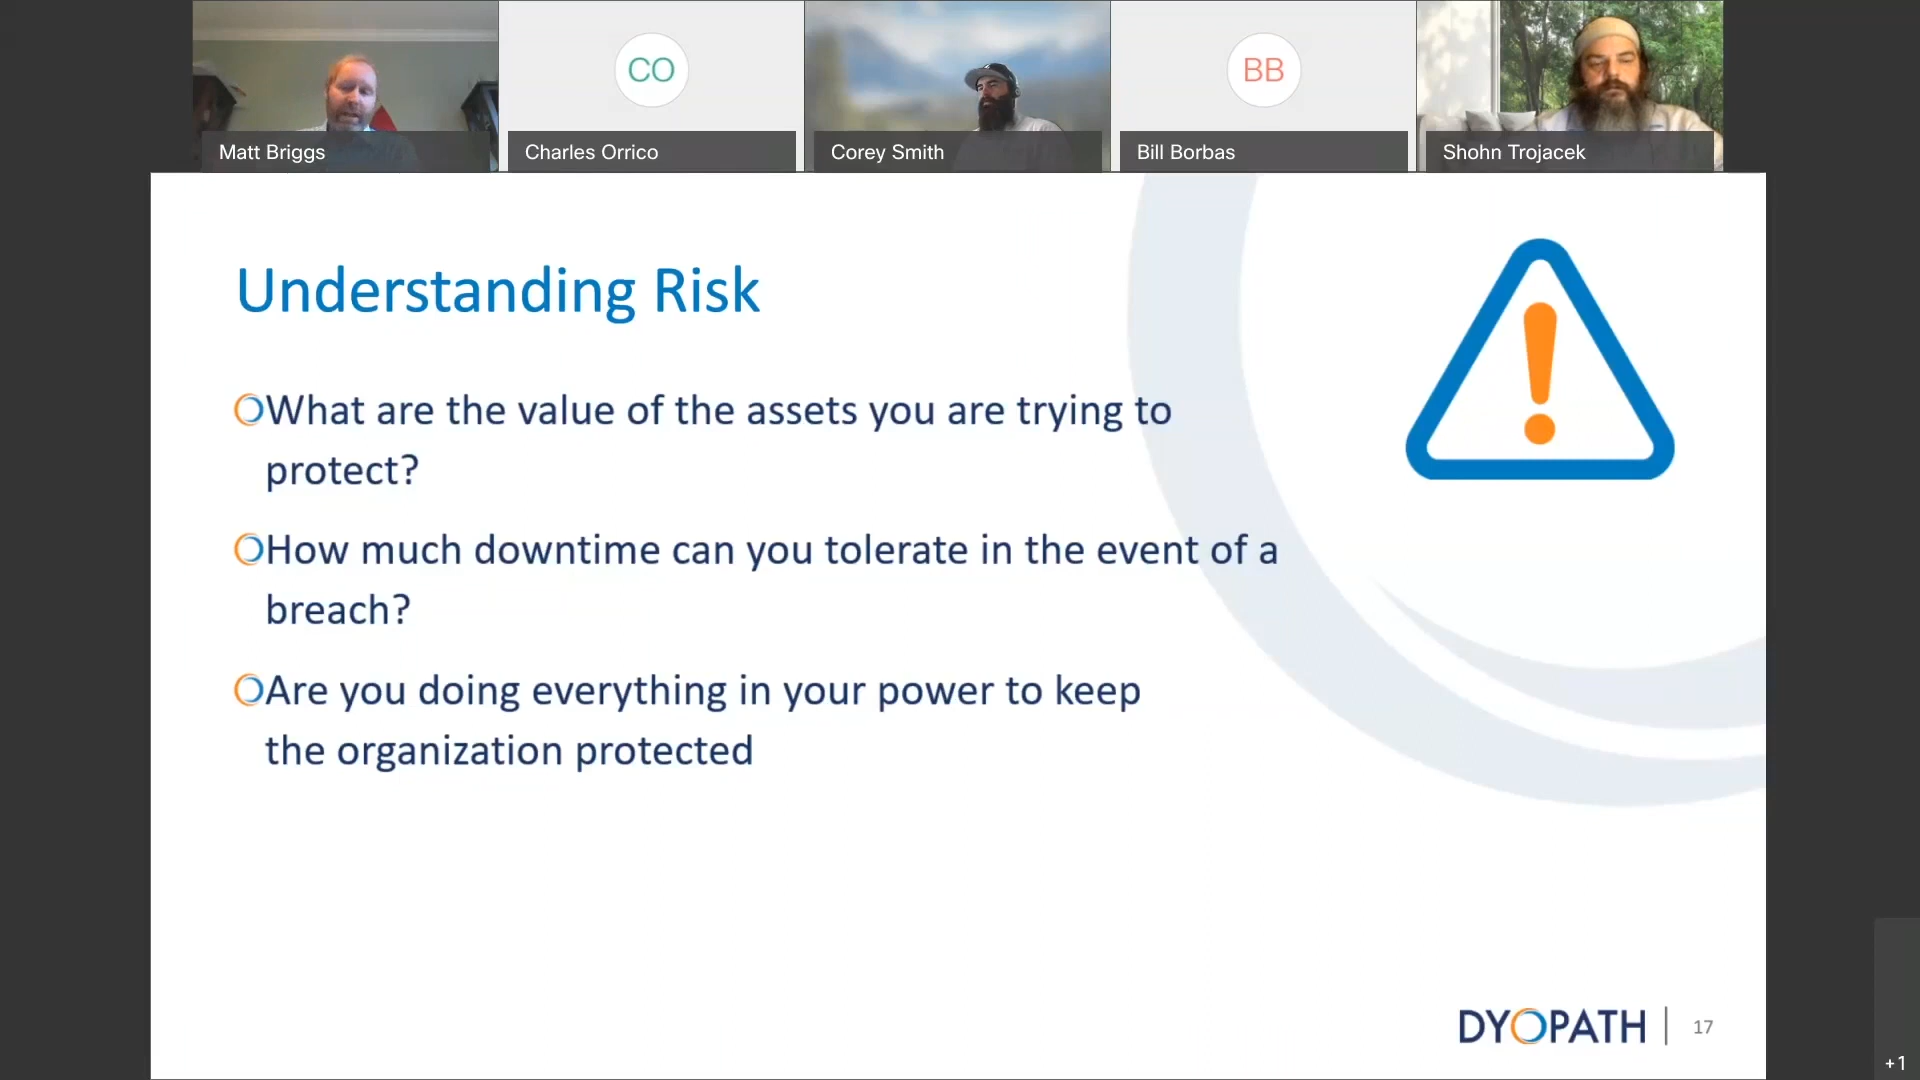 CO
BB
Matt Briggs
Charles Orrico
Corey Smith
Bill Borbas
Shohn Trojacek
Understanding Risk
What are the value of the assets you are trying to
protect?
How much downtime can you tolerate in the event of a
breach?
Are you doing everything in your power to keep
the organization protected
DYOPATH
17
+1